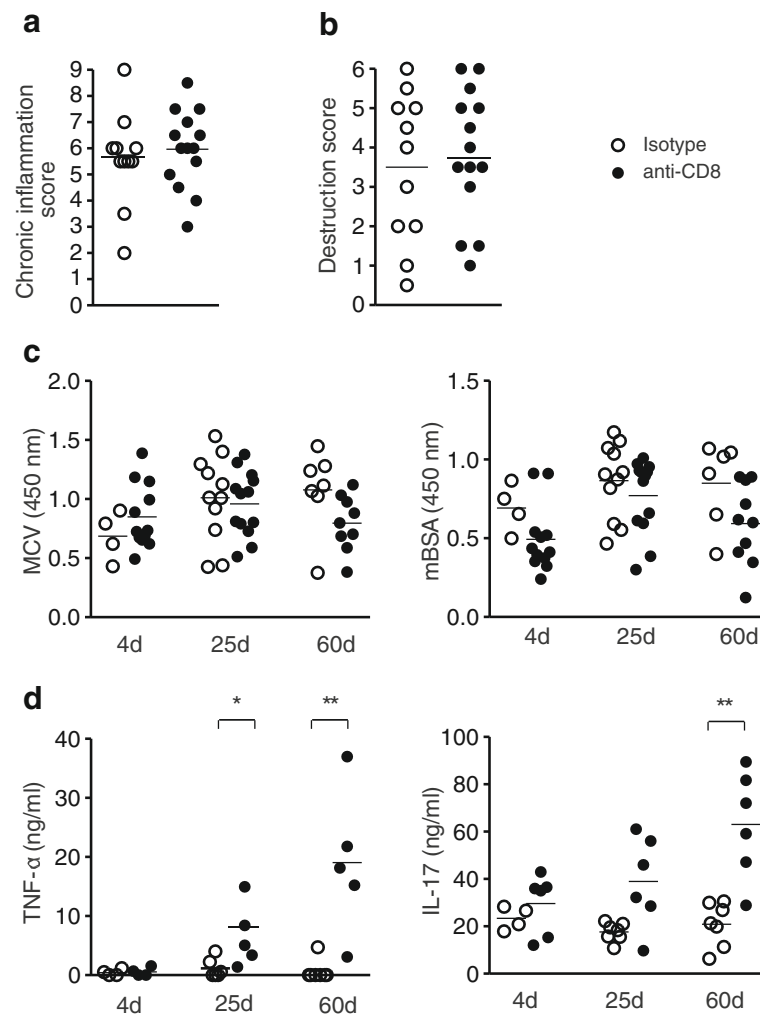 a
Chronic inflammation
score
9
8
7
6
5
4
3
2
1
0
b
Destruction score
6
5
4
3
2
1
0
Isotype
anti-CD8
c
MCV (450 nm)
2.0
1.5
1.0
0.5
0.0
4d 25d 60d
mBSA (450 nm)
1.5
1.0
0.5
0.0
4d 25d 60d
d
TNF-α (ng/ml)
40
30
20
10
0
* **
4d 25d 60d
IL-17 (ng/ml)
100
80
60
40
20
0
**
4d 25d 60d